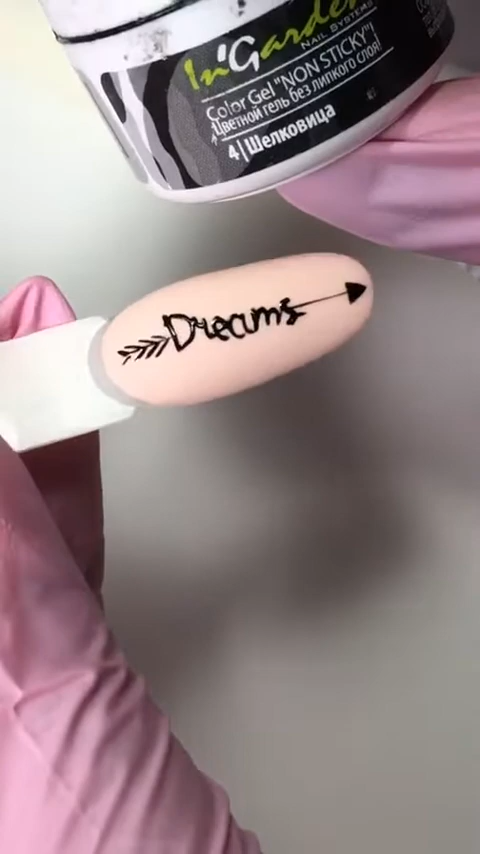 In'Garden
NAIL SYSTEMS
Color Gel "NON STICKY"
Цветной гель без липкого слоя
4|Шелковица
Dreams